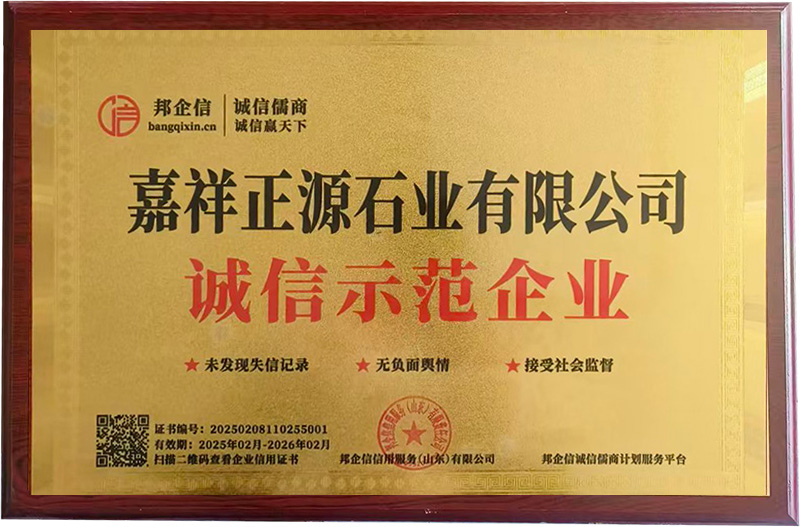 邦企信 诚信儒商
bangqixin.cn 诚信赢天下
嘉祥正源石业有限公司
诚信示范企业
★ 未发现失信记录 ★ 无负面舆情 ★ 接受社会监督
证书编号：20250208110255001
有效期：2025年02月-2026年02月
扫描二维码查看企业信用证书 邦企信信用服务(山东)有限公司 邦企信诚信儒商计划服务平台